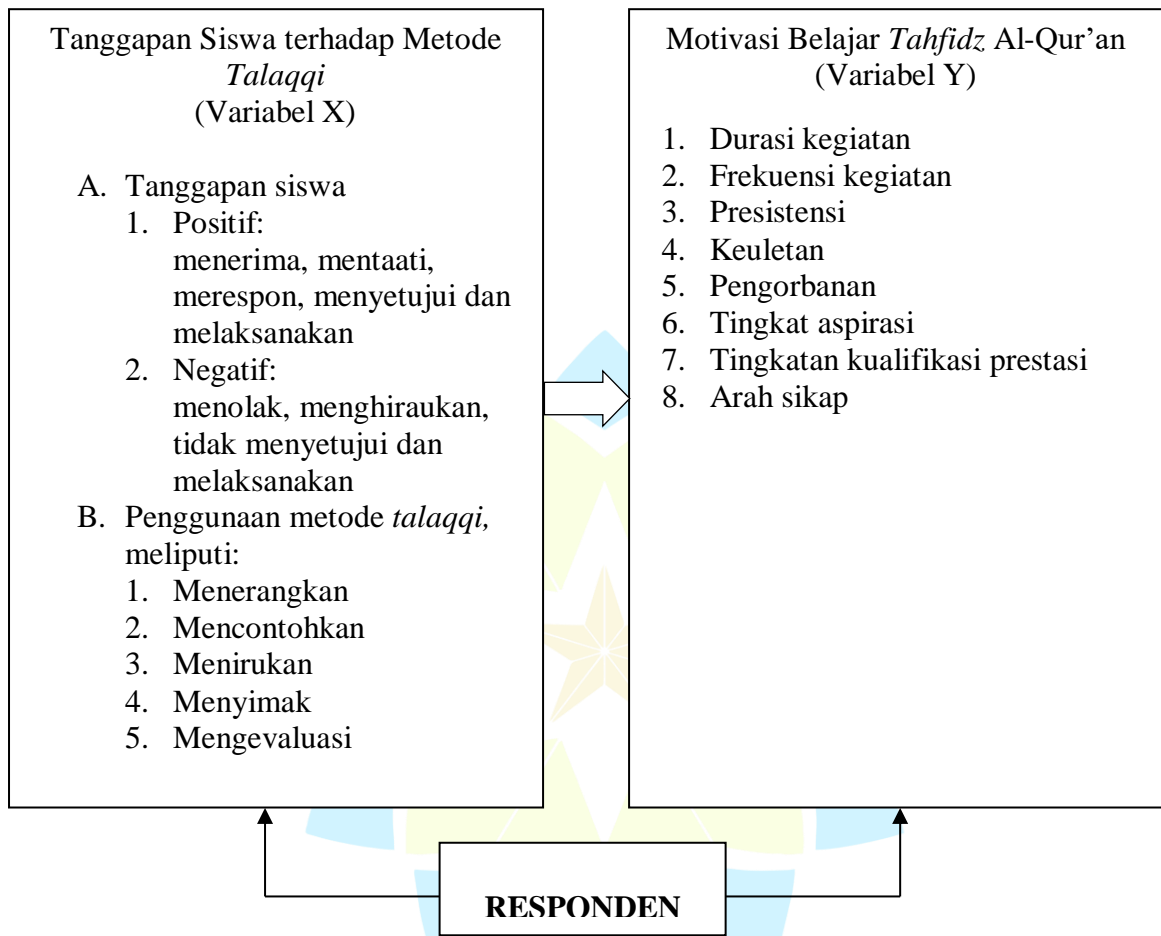 Tanggapan Siswa terhadap Metode
Talaqqi
(Variabel X)
A. Tanggapan siswa
1. Positif:
menerima, mentaati,
merespon, menyetujui dan
melaksanakan
2. Negatif:
menolak, menghiraukan,
tidak menyetujui dan
melaksanakan
B. Penggunaan metode talaqqi,
meliputi:
1. Menerangkan
2. Mencontohkan
3. Menirukan
4. Menyimak
5. Mengevaluasi
Motivasi Belajar Tahfidz Al-Qur’an
(Variabel Y)
1. Durasi kegiatan
2. Frekuensi kegiatan
3. Presistensi
4. Keuletan
5. Pengorbanan
6. Tingkat aspirasi
7. Tingkatan kualifikasi prestasi
8. Arah sikap
RESPONDEN